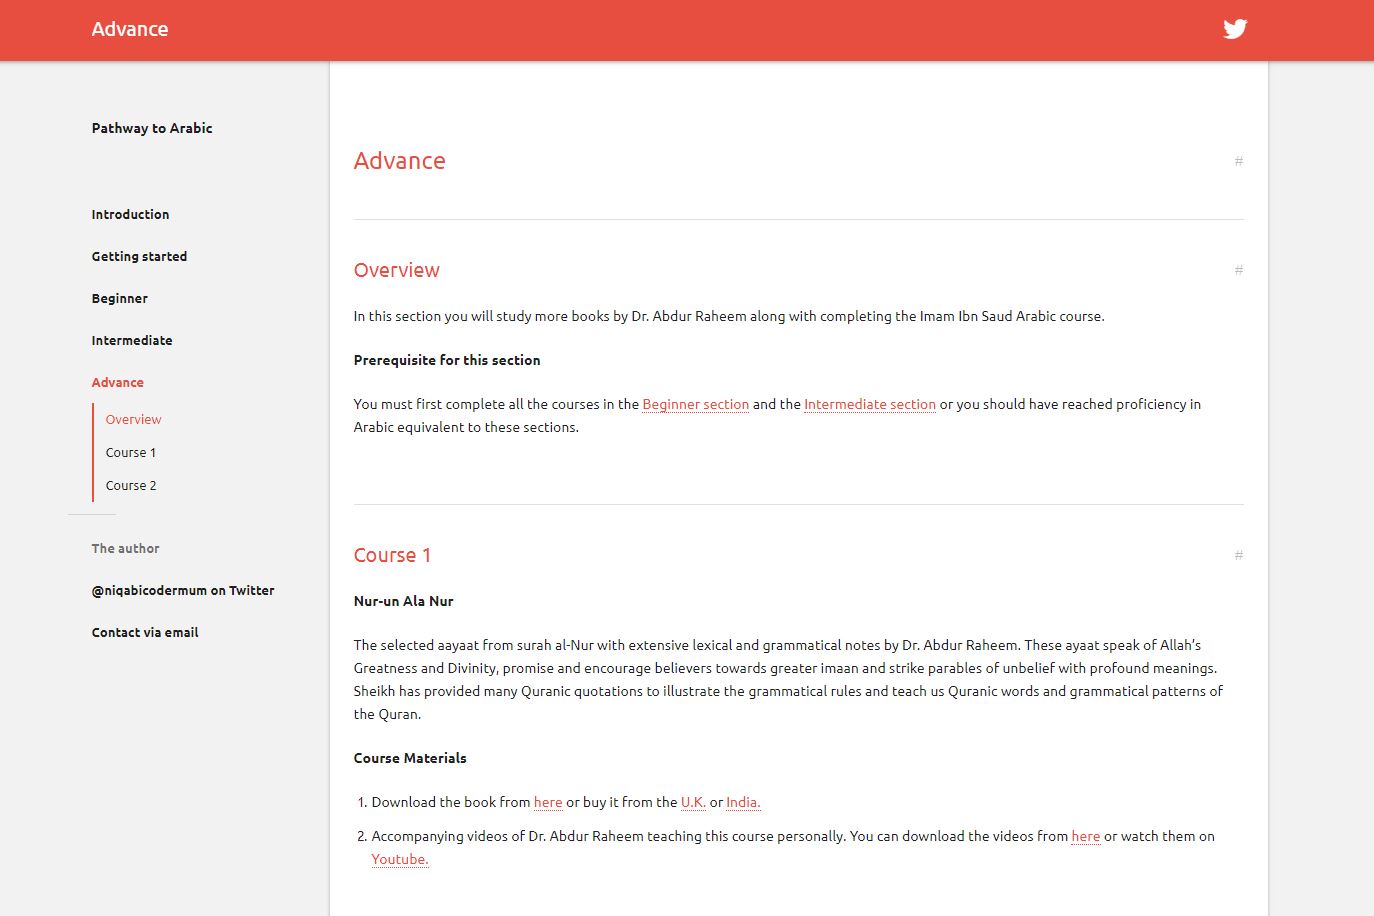 Advance
Pathway to Arabic
Introduction
Getting started
Beginner
Intermediate
Advance
Overview
Course 1
Course 2
The author
@niqabicodermum on Twitter
Contact via email
Advance
#
Overview
#
In this section you will study more books by Dr. Abdur Raheem along with completing the Imam Ibn Saud Arabic course.
Prerequisite for this section
You must first complete all the courses in the Beginner section and the Intermediate section or you should have reached proficiency in
Arabic equivalent to these sections.
Course 1
#
Nur-un Ala Nur
The selected aayaat from surah al-Nur with extensive lexical and grammatical notes by Dr. Abdur Raheem. These ayaat speak of Allah’s
Greatness and Divinity, promise and encourage believers towards greater imaan and strike parables of unbelief with profound meanings.
Sheikh has provided many Quranic quotations to illustrate the grammatical rules and teach us Quranic words and grammatical patterns of
the Quran.
Course Materials
1. Download the book from here or buy it from the U.K. or India.
2. Accompanying videos of Dr. Abdur Raheem teaching this course personally. You can download the videos from here or watch them on
Youtube.